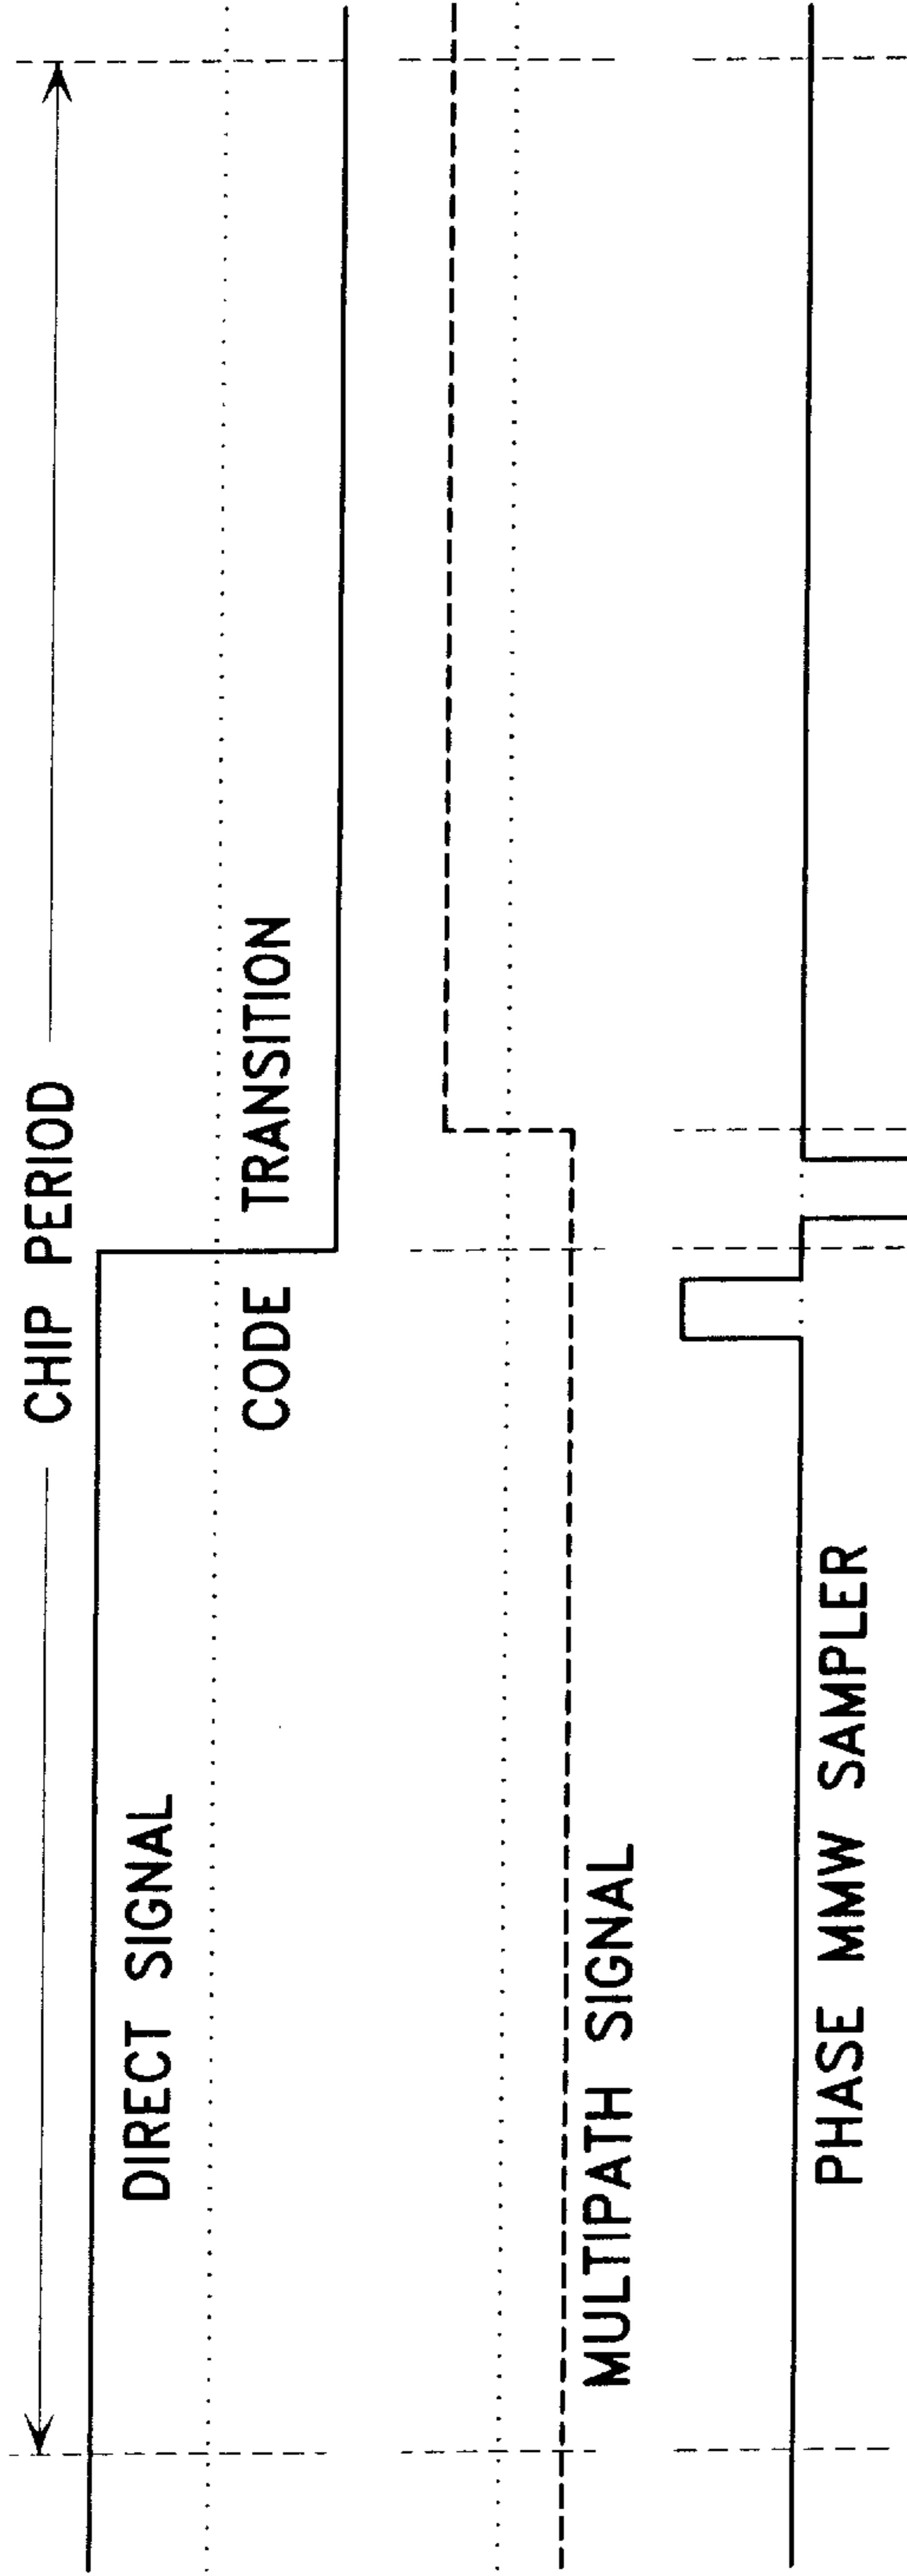 CHIP PERIOD
DIRECT SIGNAL
CODE TRANSITION
MULTIPATH SIGNAL
PHASE MMW SAMPLER